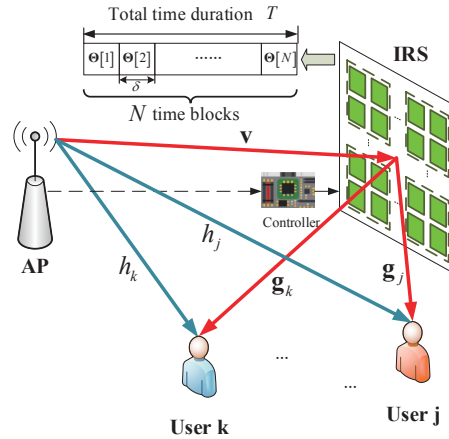 Total time duration T
Θ[1] Θ[2] ...... Θ[N]
δ
N time blocks
IRS
v
Controller
AP
h_k
h_j
g_k
g_j
...
...
User k
User j